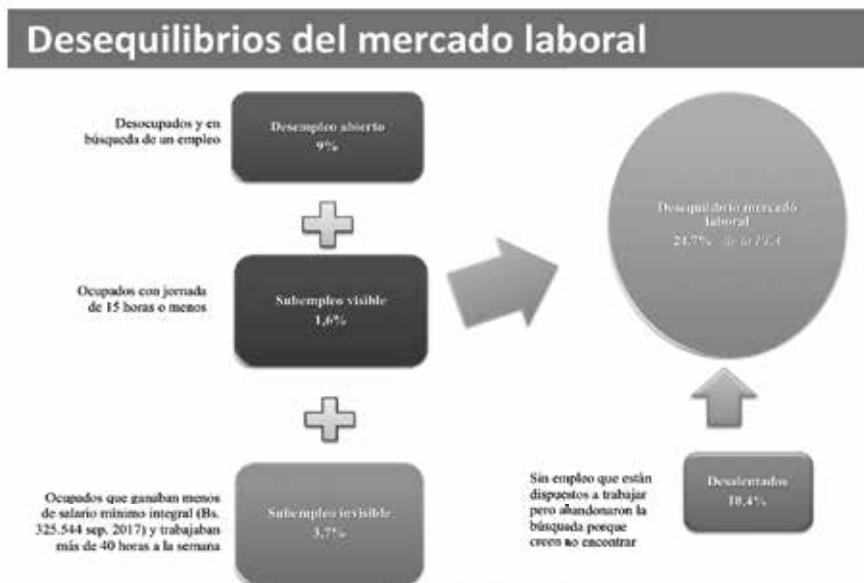 Desequilibrios del mercado laboral
Desocupados y en
búsqueda de un empleo
Desempleo abierto
9%
Ocupados con jornada
de 15 horas o menos
Subempleo visible
1,6%
Ocupados que ganaban menos
de salario mínimo integral (Bs.
325.544 sep. 2017) y trabajaban
más de 40 horas a la semana
Subempleo invisible
3,7%
Desequilibrio mercado
laboral
24,7% de la PEA
Sin empleo que están
dispuestos a trabajar
pero abandonaron la
búsqueda porque
creen no encontrar
Desalentados
10,4%